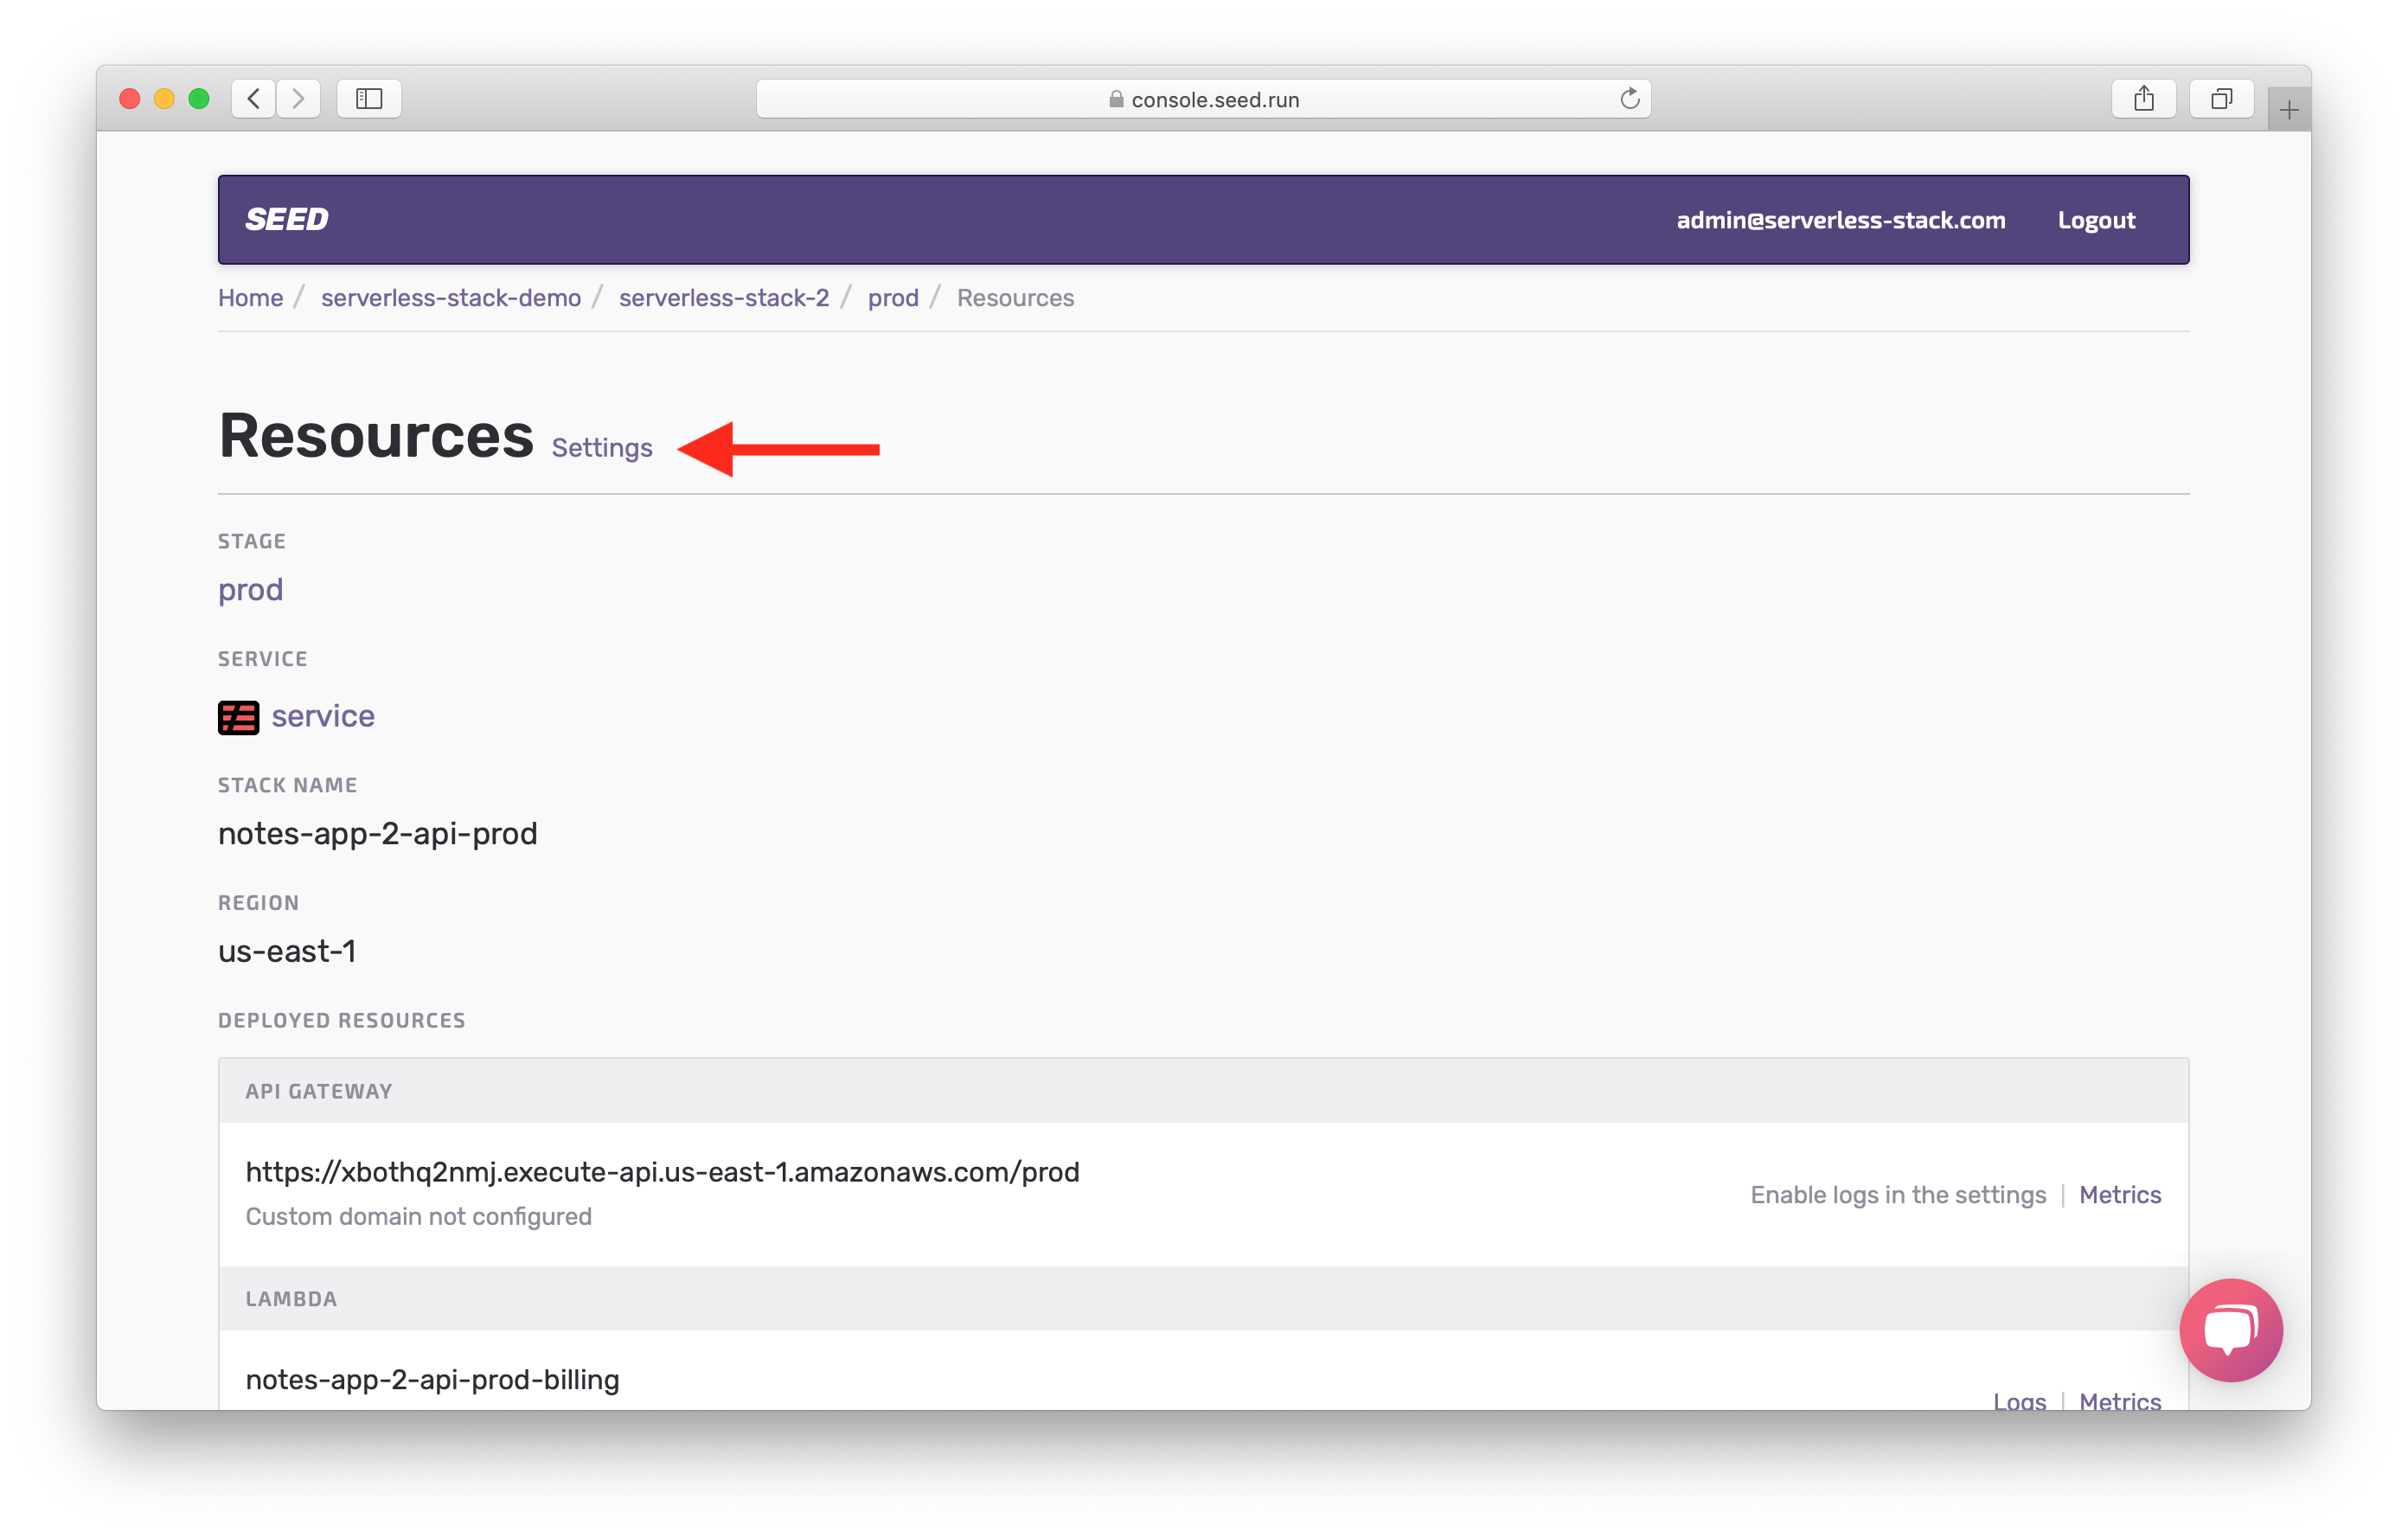 console.seed.run
SEED
admin@serverless-stack.com Logout
Home / serverless-stack-demo / serverless-stack-2 / prod / Resources
Resources Settings
STAGE
prod
SERVICE
service
STACK NAME
notes-app-2-api-prod
REGION
us-east-1
DEPLOYED RESOURCES
API GATEWAY
https://xbothq2nmj.execute-api.us-east-1.amazonaws.com/prod
Custom domain not configured
Enable logs in the settings | Metrics
LAMBDA
notes-app-2-api-prod-billing
Logs | Metrics